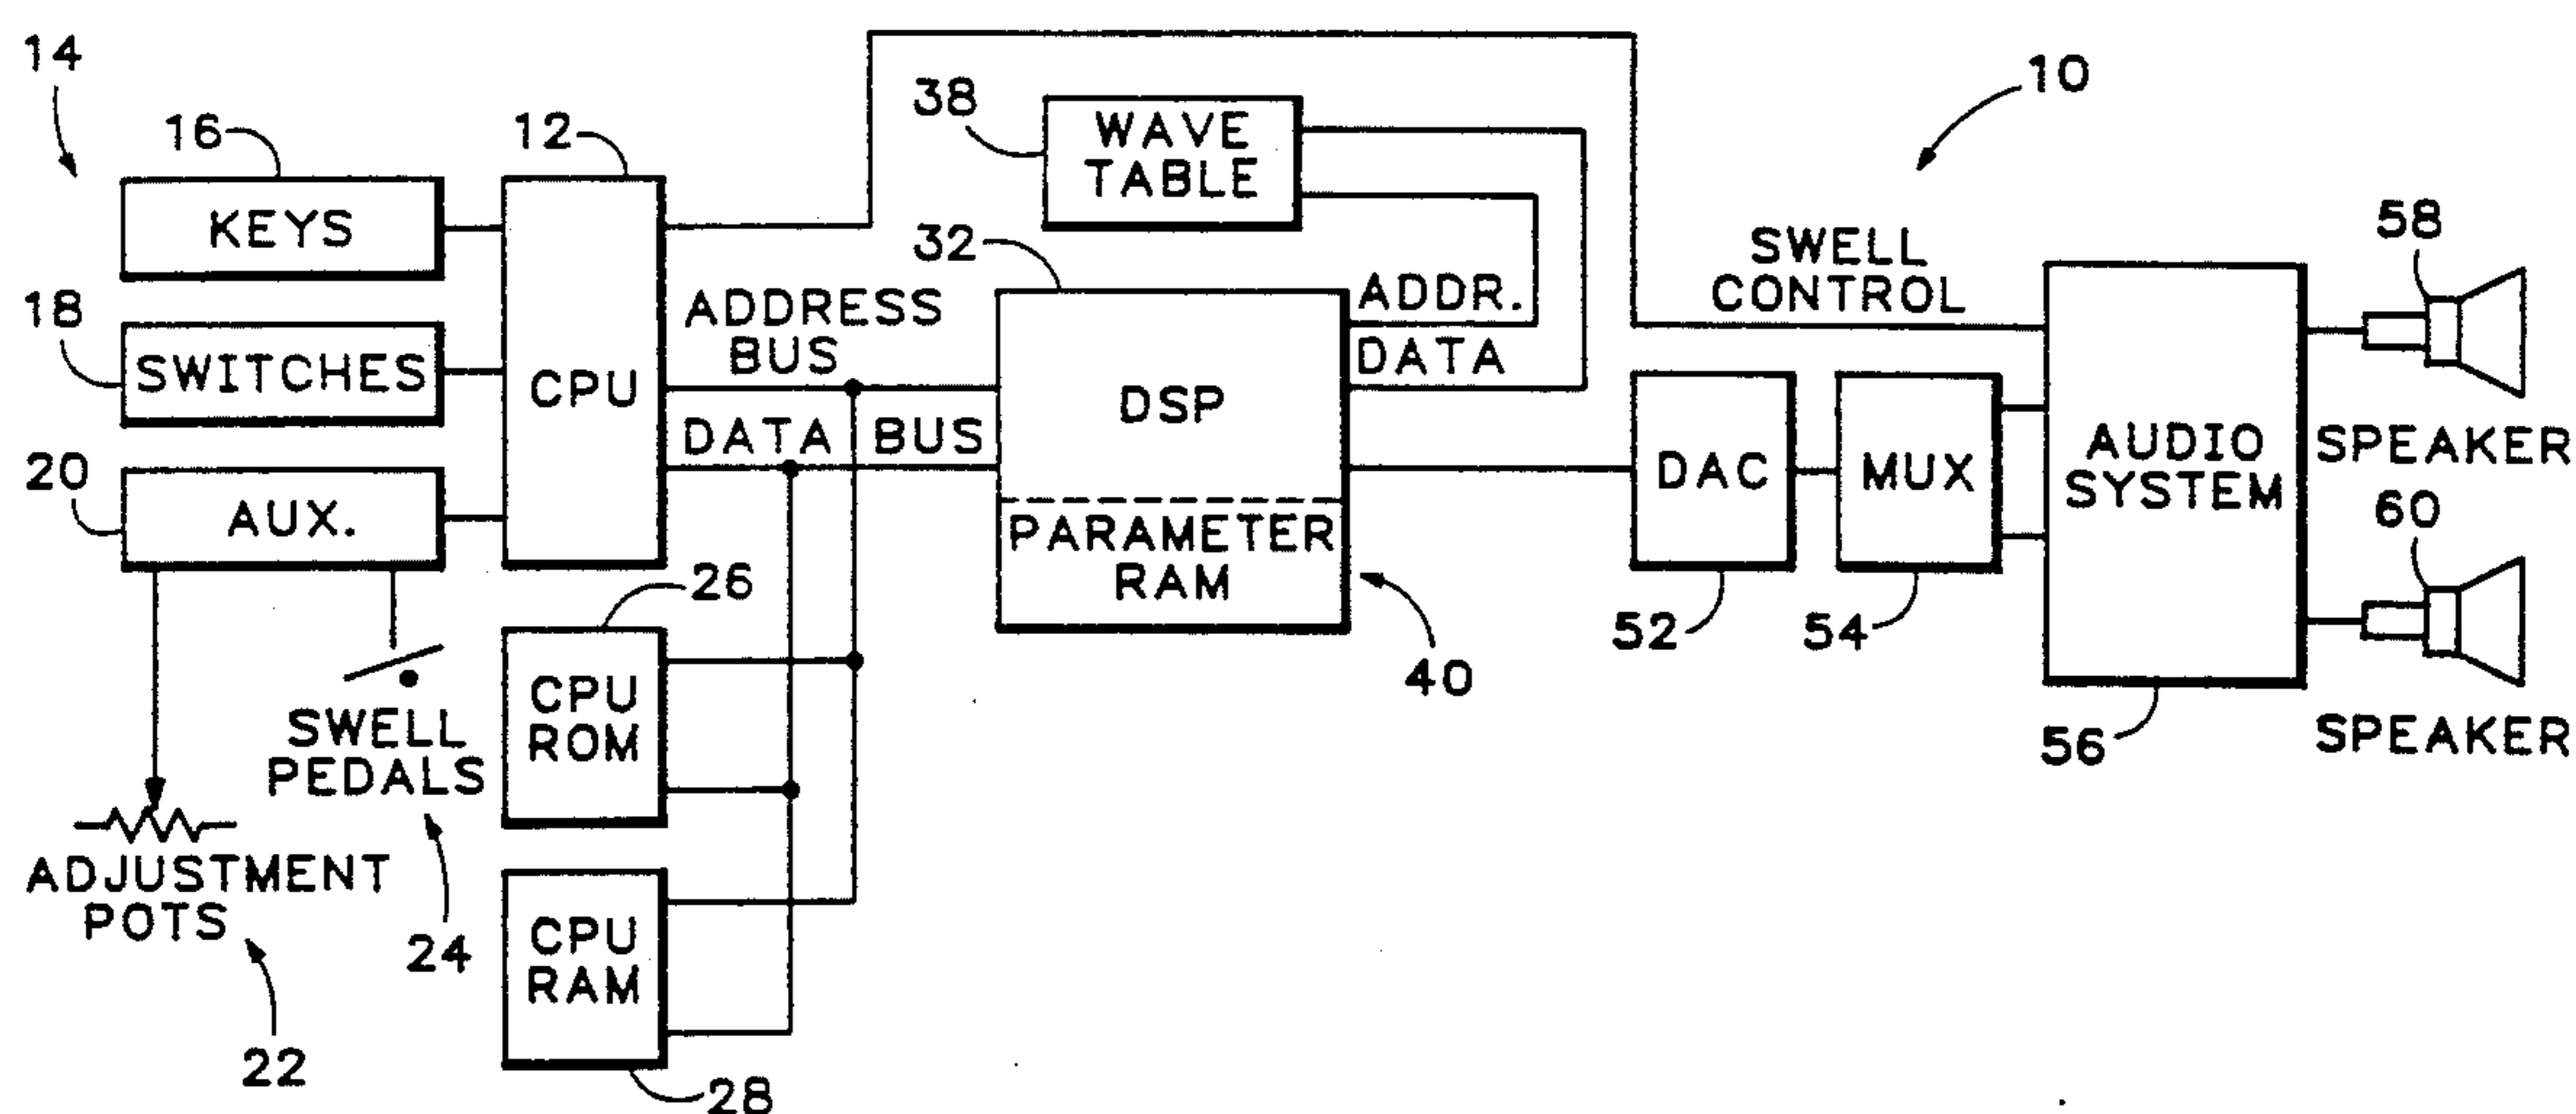 14
16
KEYS
18
SWITCHES
20
AUX.
ADJUSTMENT
POTS
22
SWELL
PEDALS
24
12
CPU
26
CPU
ROM
CPU
RAM
28
ADDRESS
BUS
DATA BUS
38
WAVE
TABLE
32
DSP
PARAMETER
RAM
40
ADDR.
DATA
SWELL
CONTROL
10
DAC
52
MUX
54
AUDIO
SYSTEM
56
58
SPEAKER
60
SPEAKER